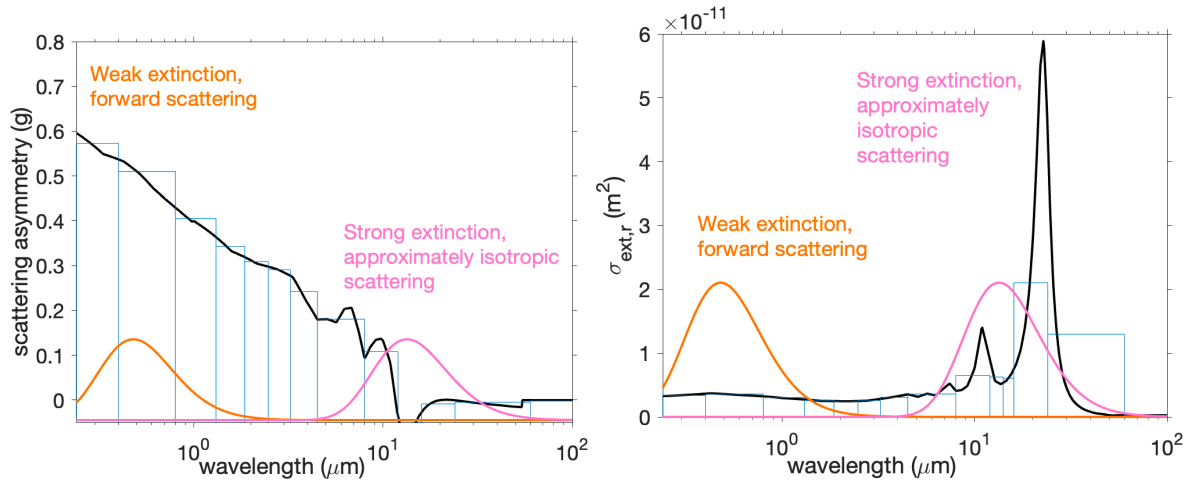 0.8
0.7
0.6
0.5
0.4
0.3
0.2
0.1
0
scattering asymmetry (g)
Weak extinction,
forward scattering
Strong extinction,
approximately isotropic
scattering
10⁰
10¹
10²
wavelength (μm)
×10⁻¹¹
6
5
4
3
2
1
0
σext,r (m²)
Strong extinction,
approximately
isotropic
scattering
Weak extinction,
forward scattering
10⁰
10¹
10²
wavelength (μm)